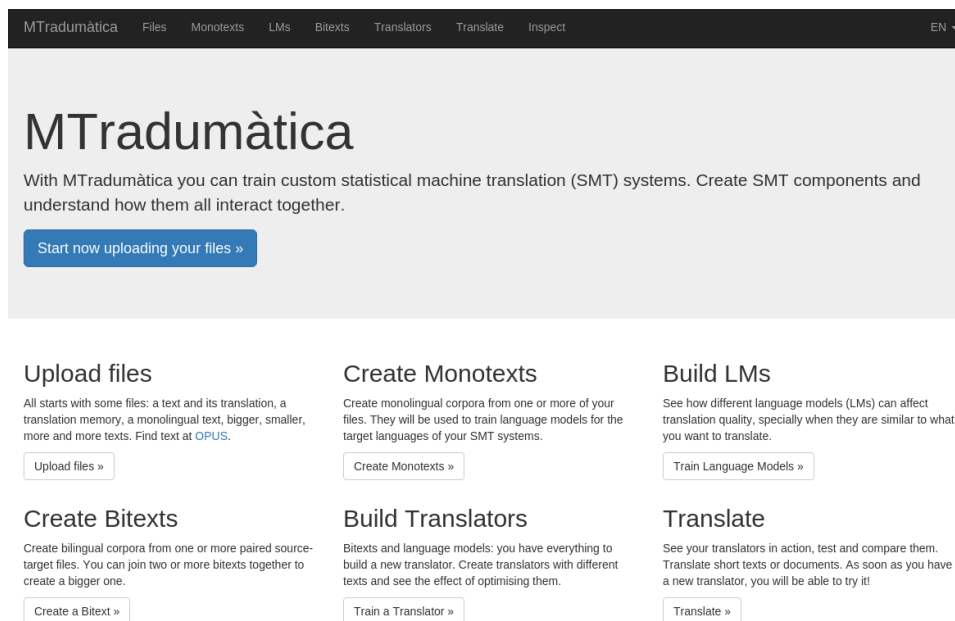 MTradumàtica Files Monotexts LMs Bitexts Translators Translate Inspect EN
MTradumàtica
With MTradumàtica you can train custom statistical machine translation (SMT) systems. Create SMT components and
understand how them all interact together.
Start now uploading your files »
Upload files
All starts with some files: a text and its translation, a
translation memory, a monolingual text, bigger, smaller,
more and more texts. Find text at OPUS.
Upload files »
Create Monotexts
Create monolingual corpora from one or more of your
files. They will be used to train language models for the
target languages of your SMT systems.
Create Monotexts »
Build LMs
See how different language models (LMs) can affect
translation quality, specially when they are similar to what
you want to translate.
Train Language Models »
Create Bitexts
Create bilingual corpora from one or more paired source-
target files. You can join two or more bitexts together to
create a bigger one.
Create a Bitext »
Build Translators
Bitexts and language models: you have everything to
build a new translator. Create translators with different
texts and see the effect of optimising them.
Train a Translator »
Translate
See your translators in action, test and compare them.
Translate short texts or documents. As soon as you have
a new translator, you will be able to try it!
Translate »